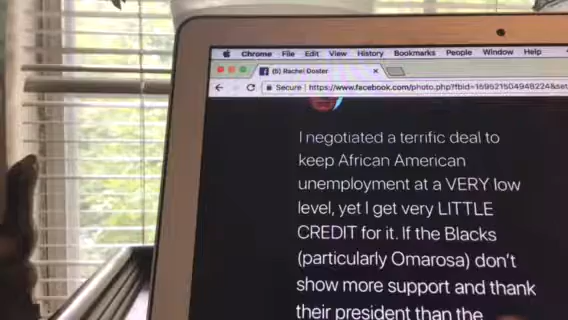 Chrome File Edit View History Bookmarks People Window Help
(5) Rachel Doster
Secure | https://www.facebook.com/photo.php?fbid=1695215049482248&set
I negotiated a terrific deal to
keep African American
unemployment at a VERY low
level, yet I get very LITTLE
CREDIT for it. If the Blacks
(particularly Omarosa) don't
show more support and thank
their president than the